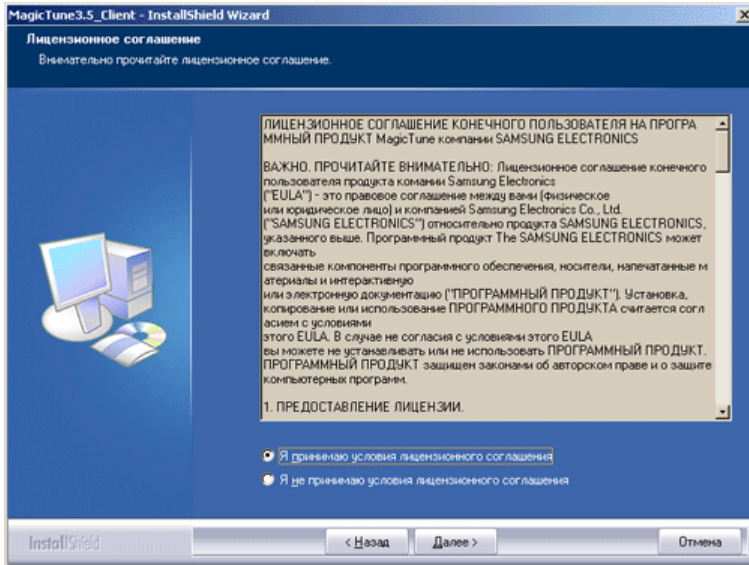 MagicTune3.5_Client - InstallShield Wizard
Лицензионное соглашение
Внимательно прочитайте лицензионное соглашение.
ЛИЦЕНЗИОННОЕ СОГЛАШЕНИЕ КОНЕЧНОГО ПОЛЬЗОВАТЕЛЯ НА ПРОГРА
ММНЫЙ ПРОДУКТ MagicTune компании SAMSUNG ELECTRONICS
ВАЖНО. ПРОЧИТАЙТЕ ВНИМАТЕЛЬНО: Лицензионное соглашение конечного
пользователя продукта комании Samsung Electronics
("EULA") - это правовое соглашение между вами (физическое
или юридическое лицо) и компанией Samsung Electronics Co., Ltd.
("SAMSUNG ELECTRONICS") относительно продукта SAMSUNG ELECTRONICS,
указанного выше. Программный продукт The SAMSUNG ELECTRONICS может
включать
связанные компоненты программного обеспечения, носители, напечатанные м
атериалы и интерактивную
или электронную документацию ("ПРОГРАММНЫЙ ПРОДУКТ"). Установка,
копирование или использование ПРОГРАММНОГО ПРОДУКТА считается согл
асием с условиями
этого EULA. В случае не согласия с условиями этого EULA
вы можете не устанавливать или не использовать ПРОГРАММНЫЙ ПРОДУКТ.
ПРОГРАММНЫЙ ПРОДУКТ защищен законами об авторском праве и о защите
компьютерных программ.
1. ПРЕДОСТАВЛЕНИЕ ЛИЦЕНЗИИ.
Я принимаю условия лицензионного соглашения
Я не принимаю условия лицензионного соглашения
InstallShield
< Назад
Далее >
Отмена